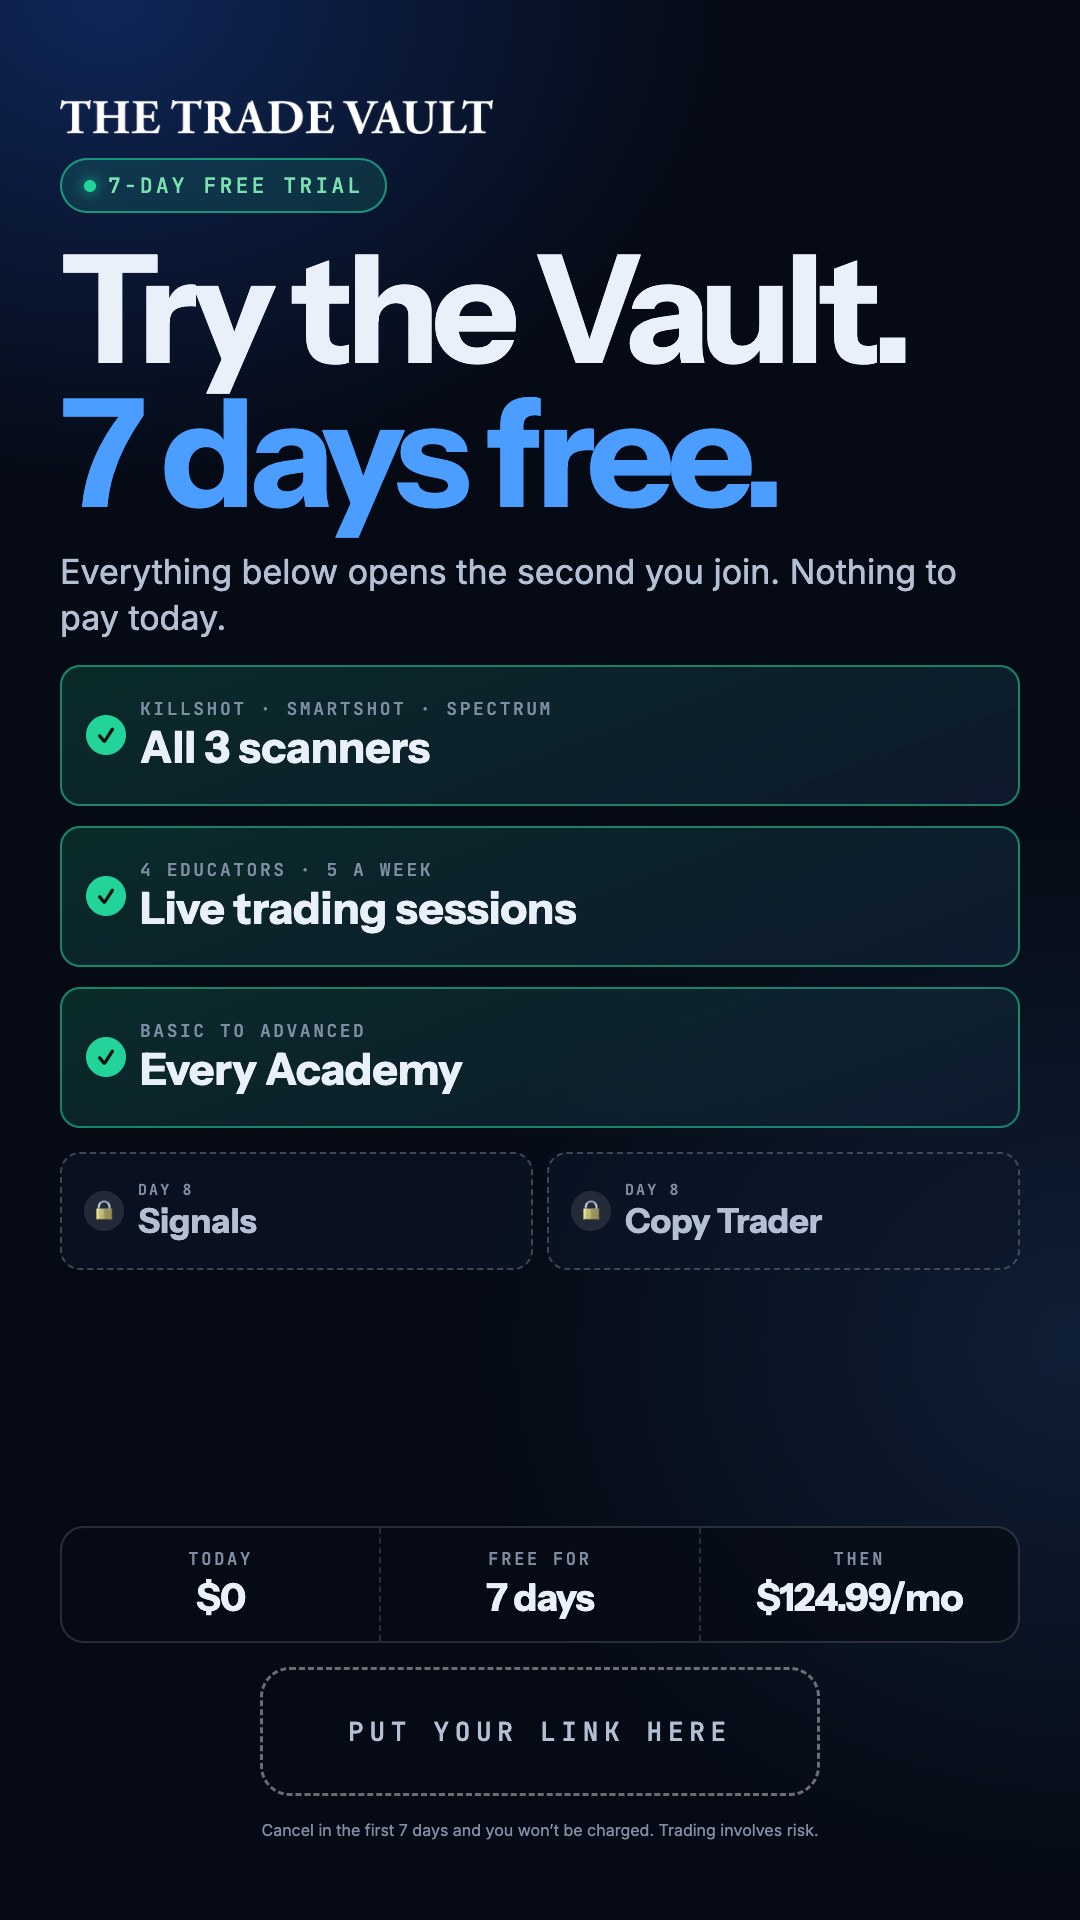 THE TRADE VAULT
7-DAY FREE TRIAL
Try the Vault.
7 days free.
Everything below opens the second you join. Nothing to
pay today.
KILLSHOT · SMARTSHOT · SPECTRUM
All 3 scanners
4 EDUCATORS · 5 A WEEK
Live trading sessions
BASIC TO ADVANCED
Every Academy
DAY 8
Signals
DAY 8
Copy Trader
TODAY
$0
FREE FOR
7 days
THEN
$124.99/mo
PUT YOUR LINK HERE
Cancel in the first 7 days and you won’t be charged. Trading involves risk.